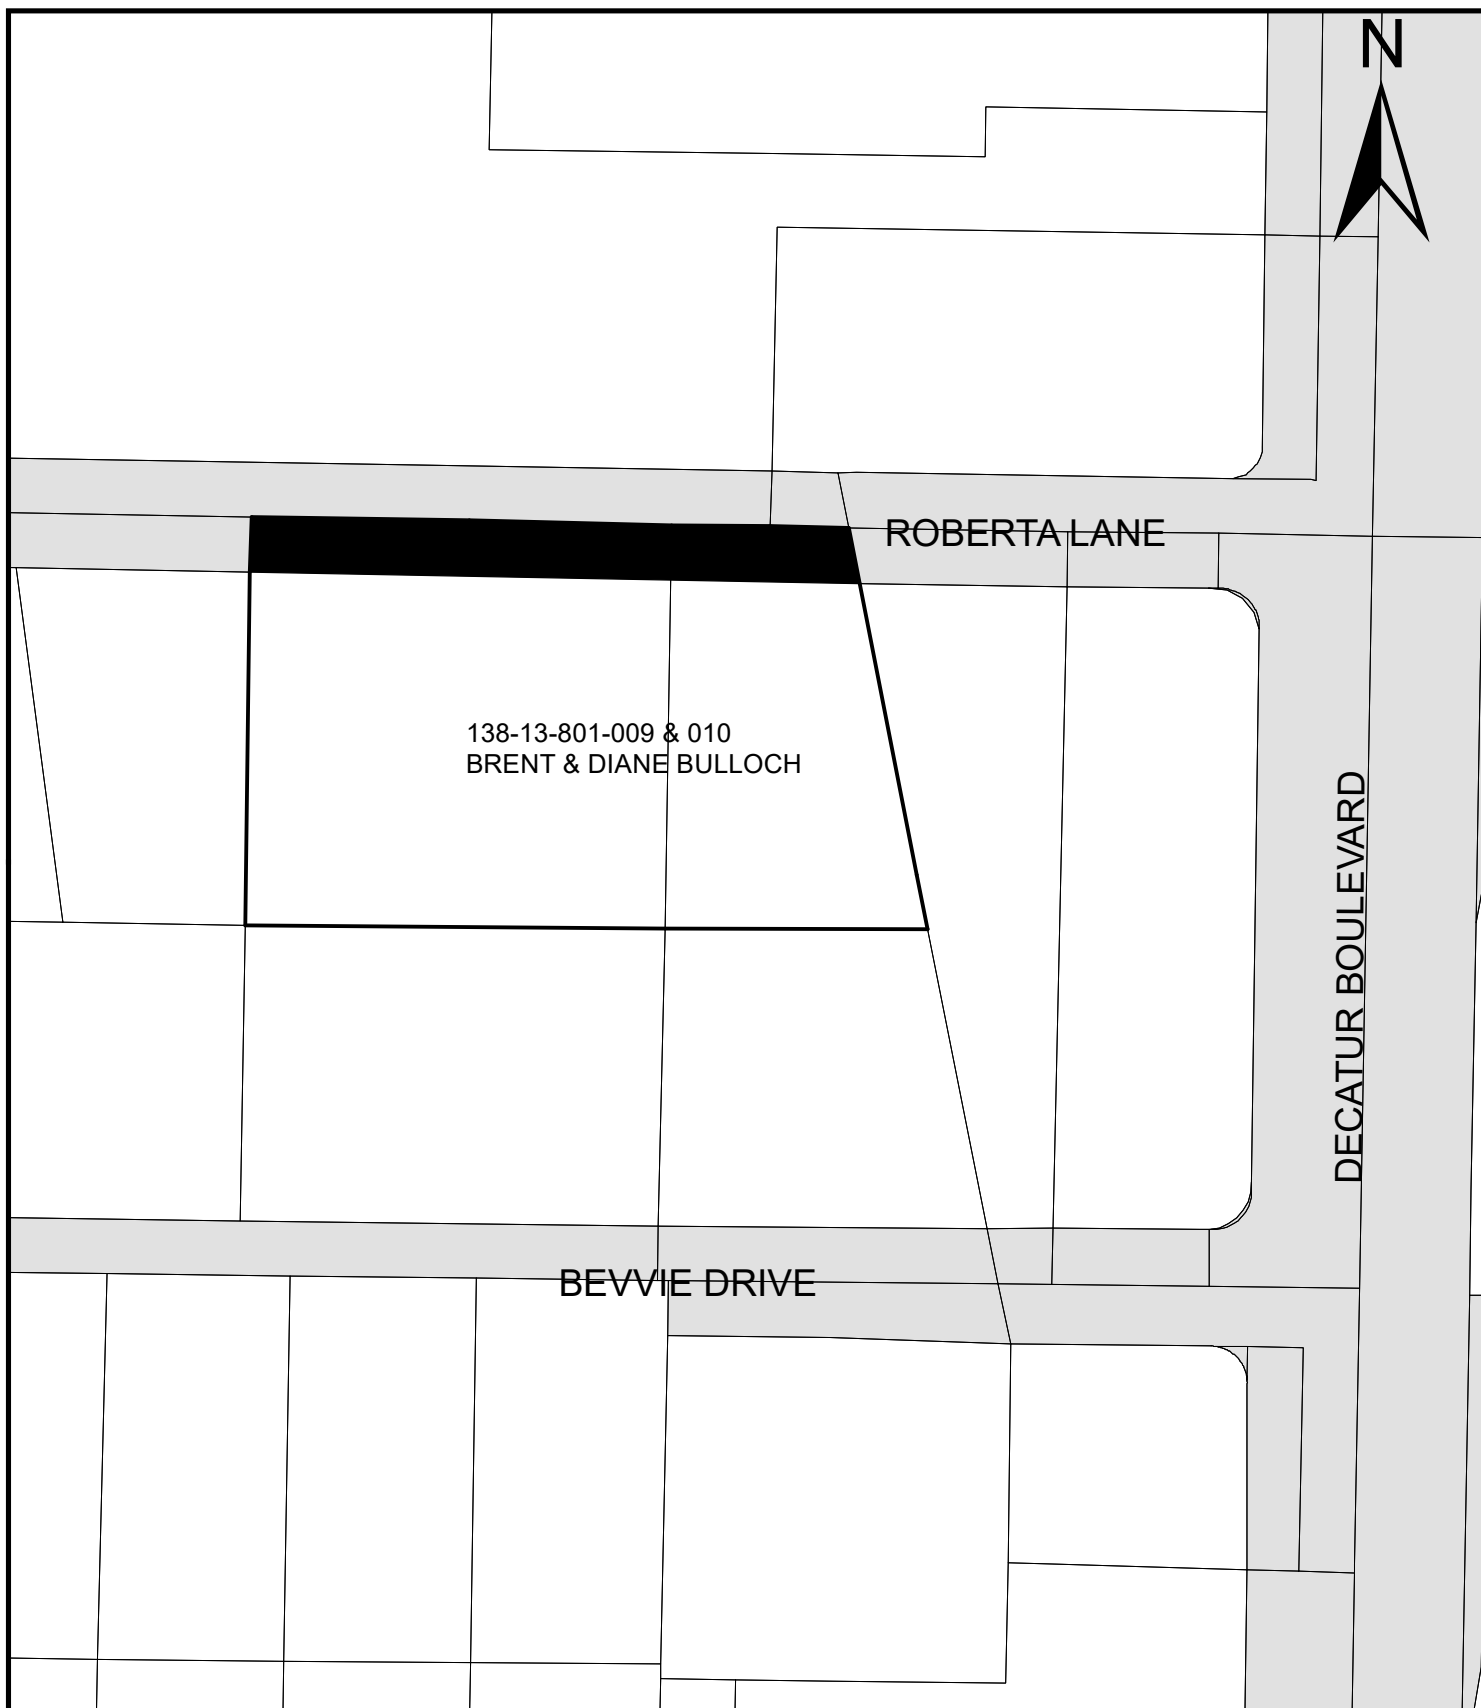 N
ROBERTA LANE
138-13-801-009 & 010
BRENT & DIANE BULLOCH
DECATUR BOULEVARD
BEVVIE DRIVE